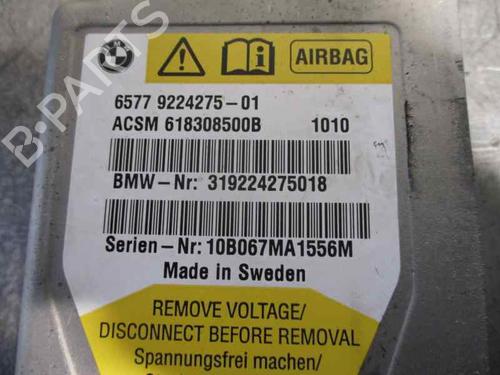 BMW
AIRBAG
B-PARTS
6577 9224275-01
ACSM 618308500B 1010
BMW-Nr: 319224275018
Serien-Nr: 10B067MA1556M
Made in Sweden
REMOVE VOLTAGE/
DISCONNECT BEFORE REMOVAL
Spannungsfrei machen/